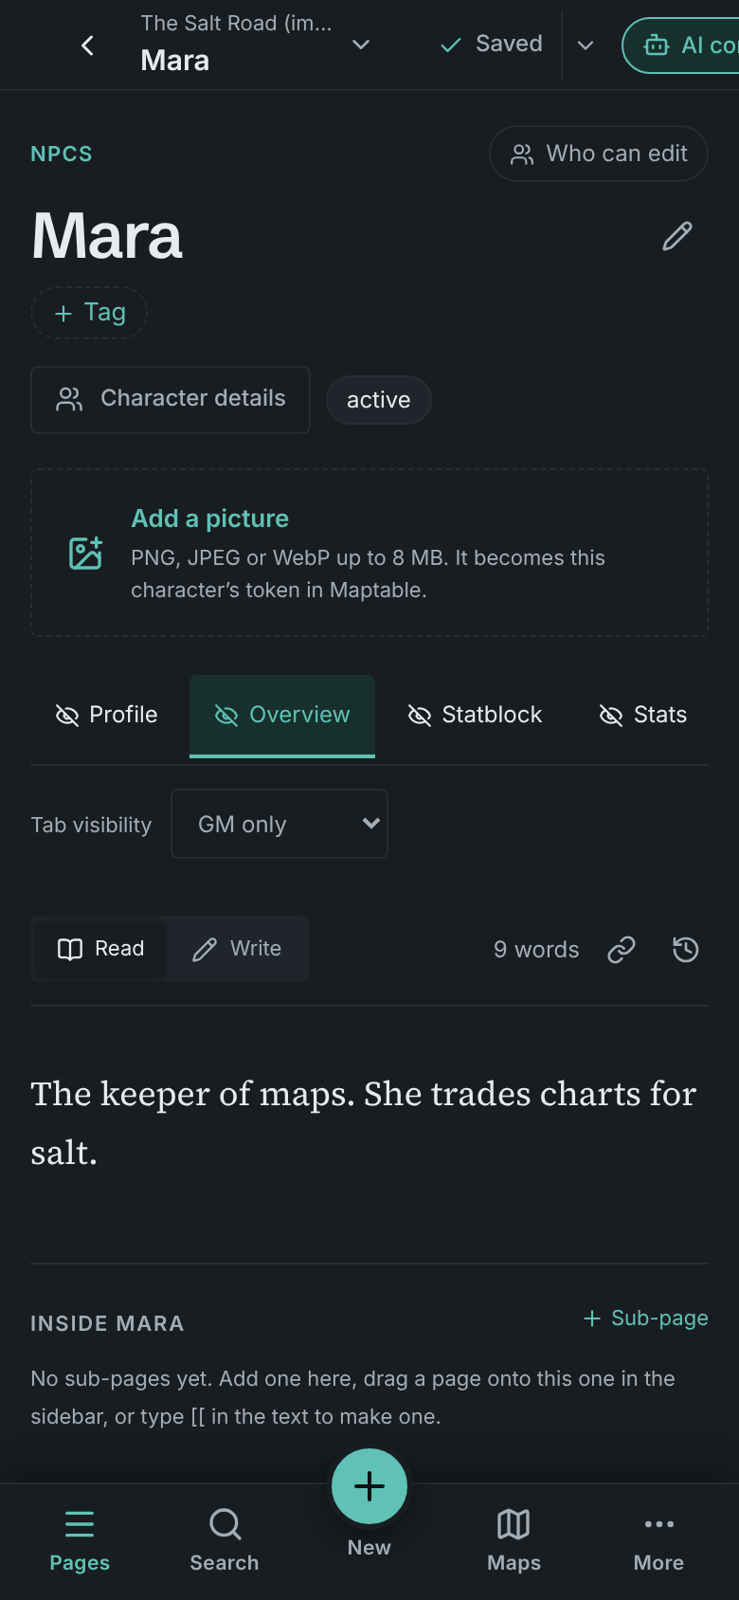 The Salt Road (im...
Mara
Saved
AI co
NPCS
Who can edit
Mara
+ Tag
Character details
active
Add a picture
PNG, JPEG or WebP up to 8 MB. It becomes this
character’s token in Maptable.
Profile
Overview
Statblock
Stats
Tab visibility
GM only
Read
Write
9 words
The keeper of maps. She trades charts for
salt.
INSIDE MARA
+ Sub-page
No sub-pages yet. Add one here, drag a page onto this one in the
sidebar, or type [[ in the text to make one.
Pages
Search
New
Maps
More